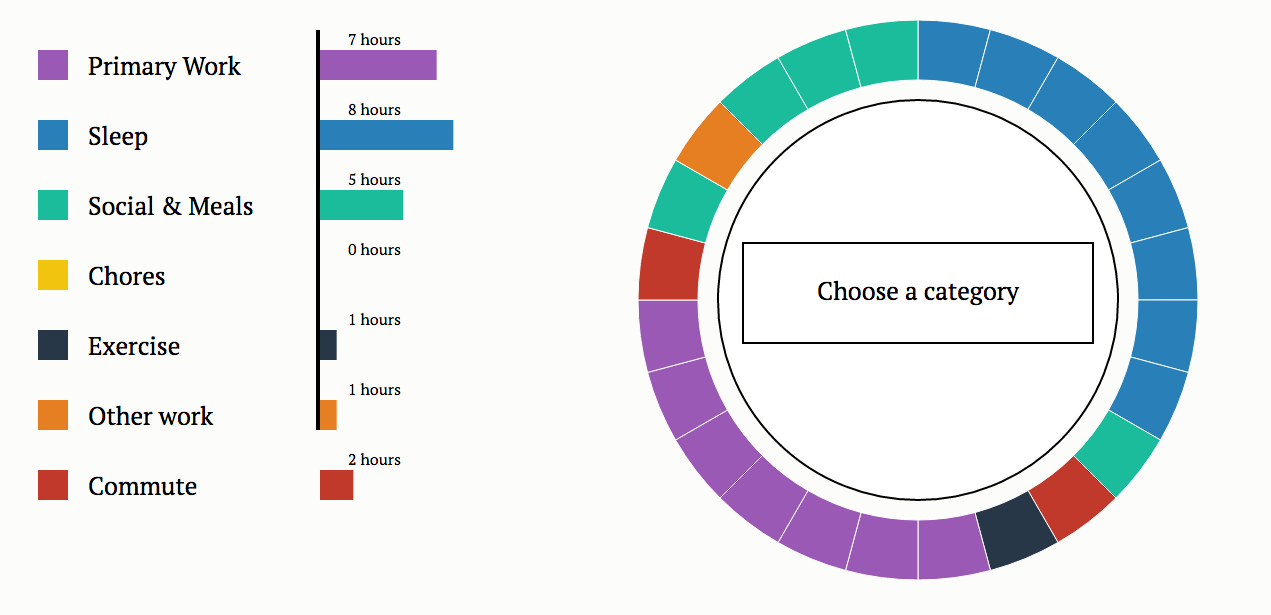 Primary Work
7 hours
Sleep
8 hours
Social & Meals
5 hours
Chores
0 hours
Exercise
1 hours
Other work
1 hours
Commute
2 hours
Choose a category